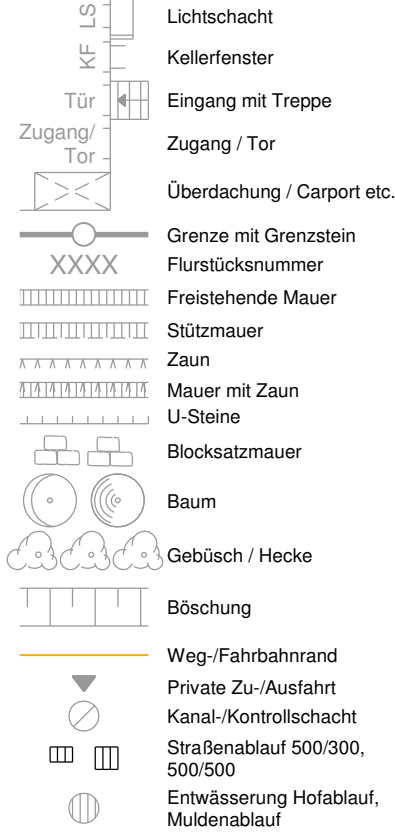 LS Lichtschacht
KF Kellerfenster
Tür Eingang mit Treppe
Zugang/
Tor Zugang / Tor
Überdachung / Carport etc.
Grenze mit Grenzstein
XXXX Flurstücksnummer
Freistehende Mauer
Stützmauer
Zaun
Mauer mit Zaun
U-Steine
Blocksatzmauer
Baum
Gebüsch / Hecke
Böschung
Weg-/Fahrbahnrand
Private Zu-/Ausfahrt
Kanal-/Kontrollschacht
Straßenablauf 500/300,
500/500
Entwässerung Hofablauf,
Muldenablauf